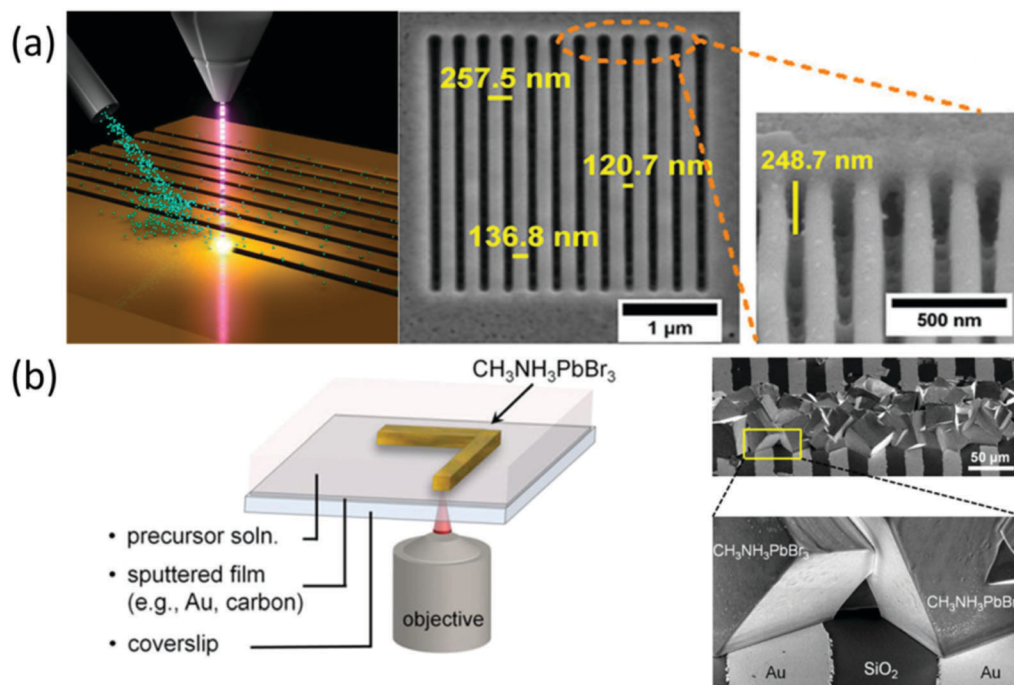 (a)
257.5 nm
120.7 nm
136.8 nm
1 µm
248.7 nm
500 nm
(b)
CH₃NH₃PbBr₃
• precursor soln.
• sputtered film
(e.g., Au, carbon)
• coverslip
objective
50 µm
CH₃NH₃PbBr₃
CH₃NH₃PbBr
Au
SiO₂
Au